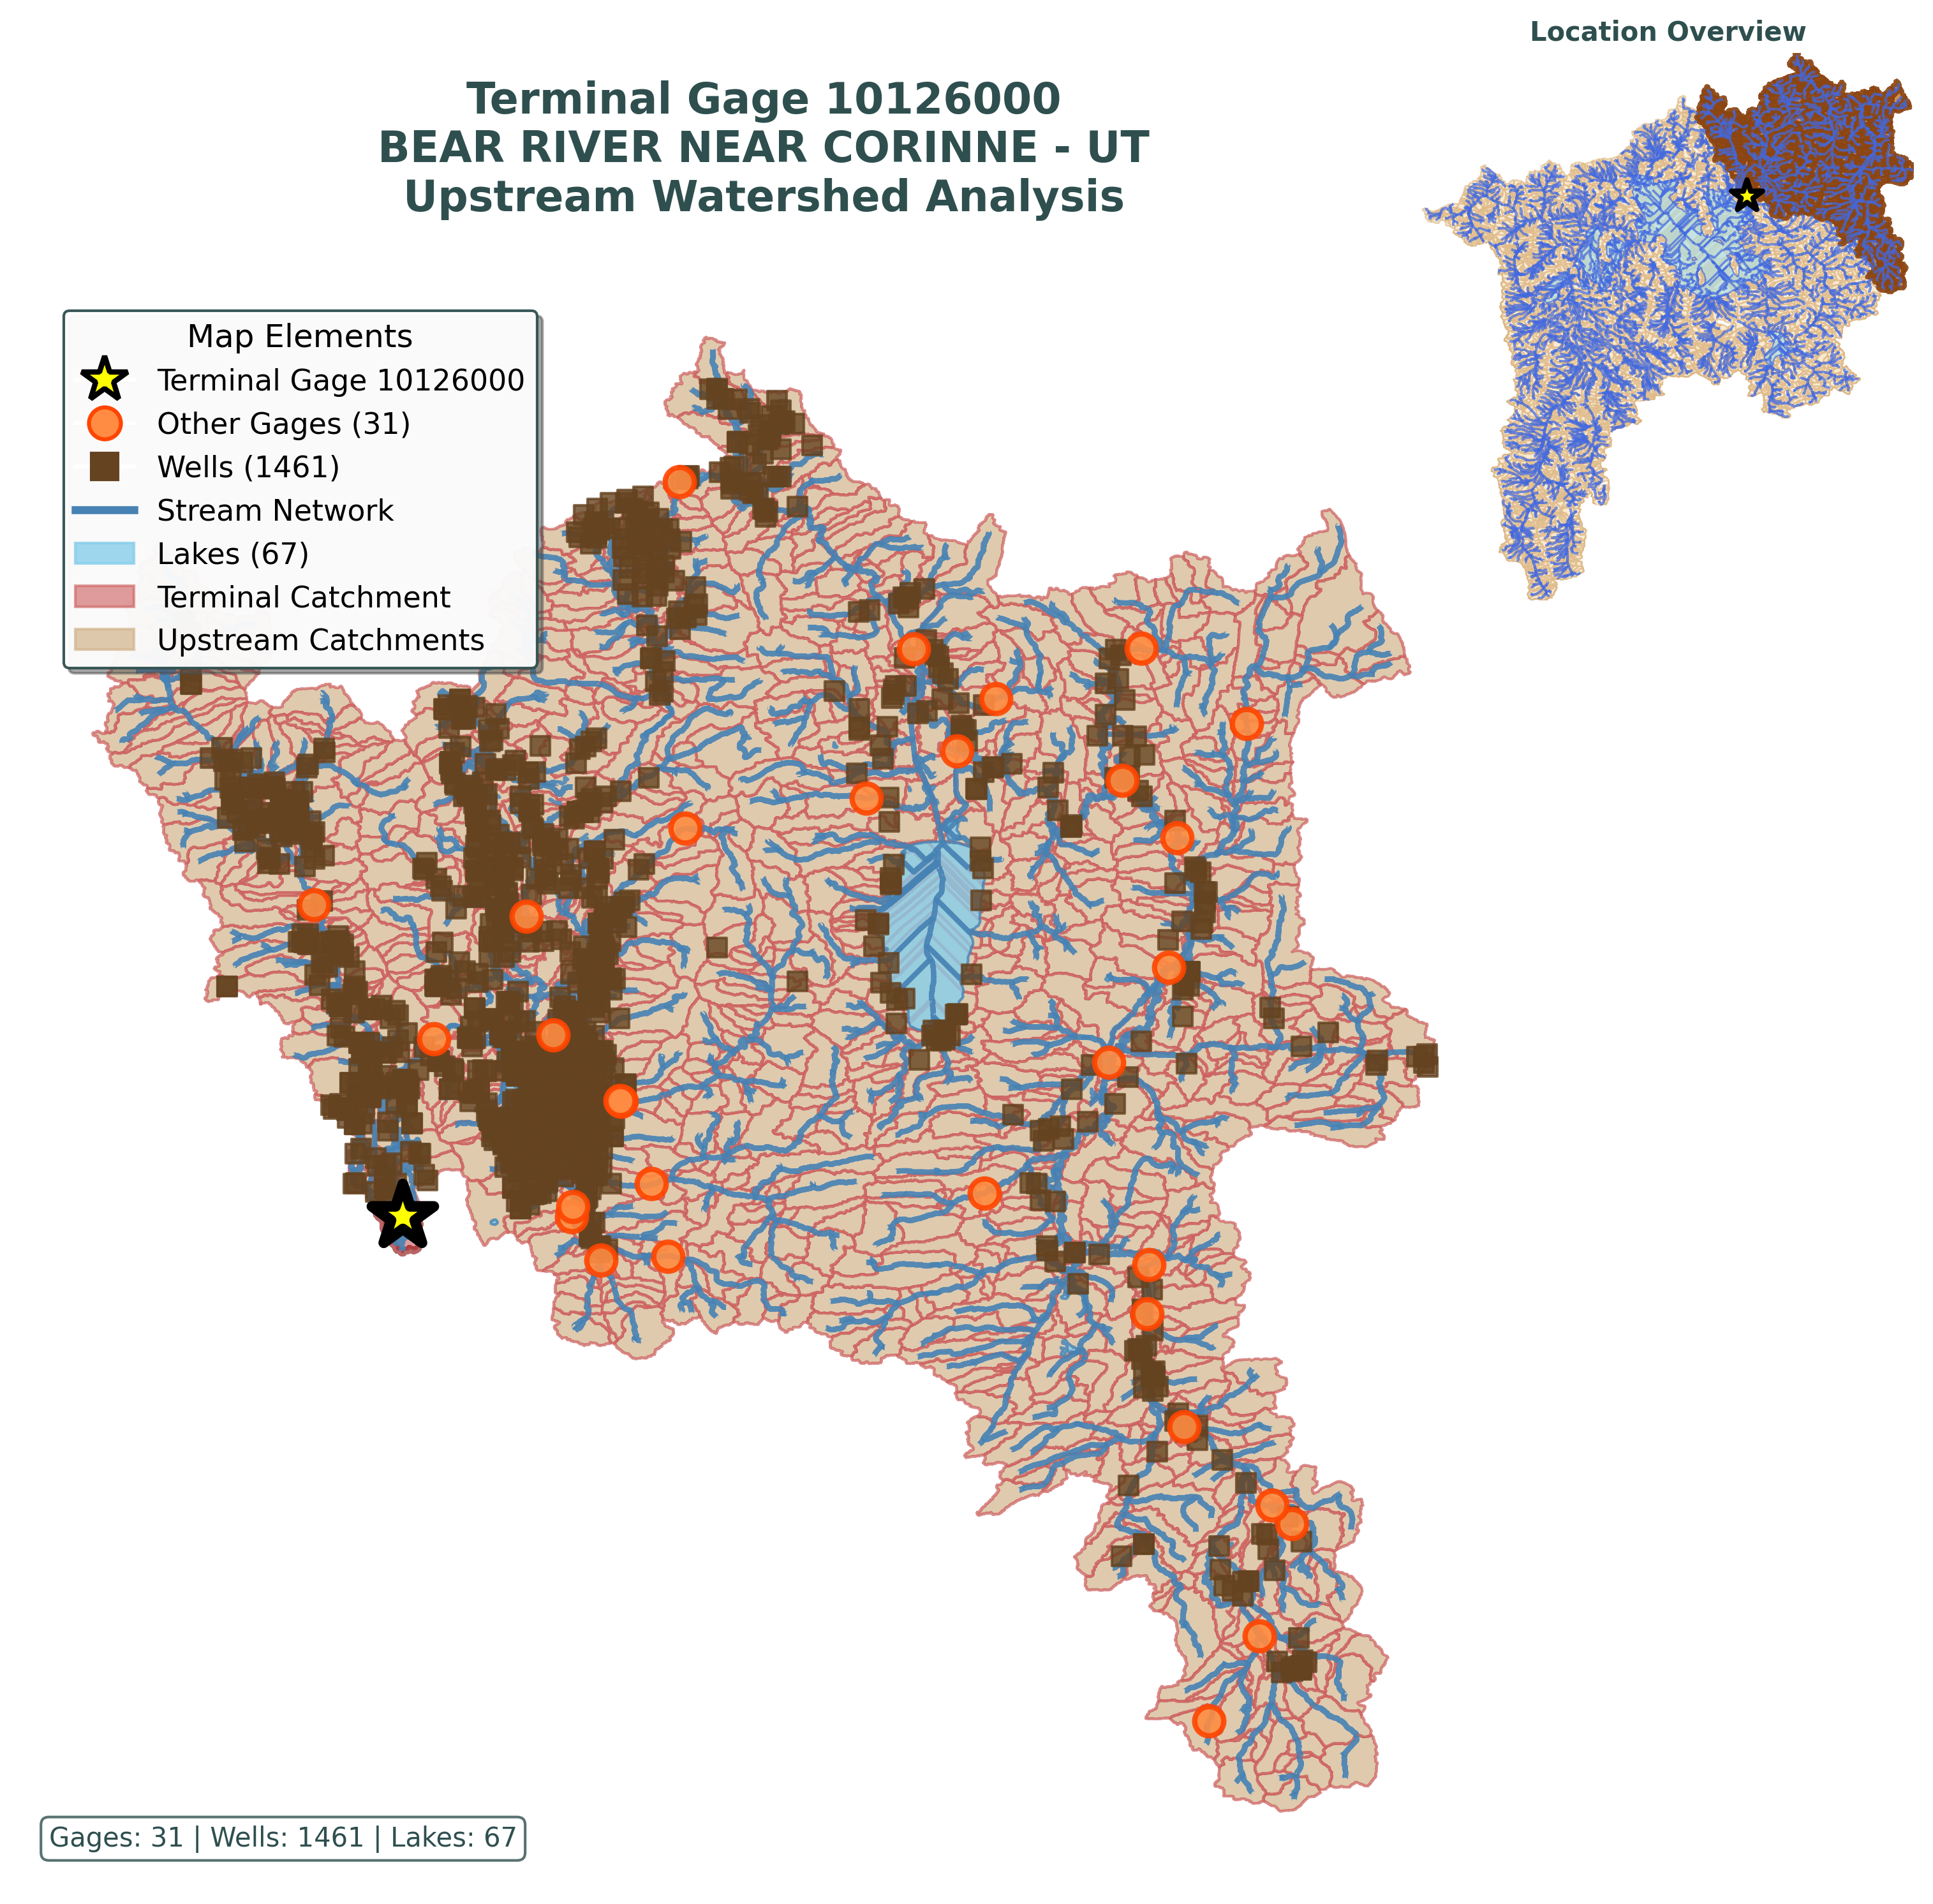 Location Overview
Terminal Gage 10126000
BEAR RIVER NEAR CORINNE - UT
Upstream Watershed Analysis
Map Elements
Terminal Gage 10126000
Other Gages (31)
Wells (1461)
Stream Network
Lakes (67)
Terminal Catchment
Upstream Catchments
Gages: 31 | Wells: 1461 | Lakes: 67